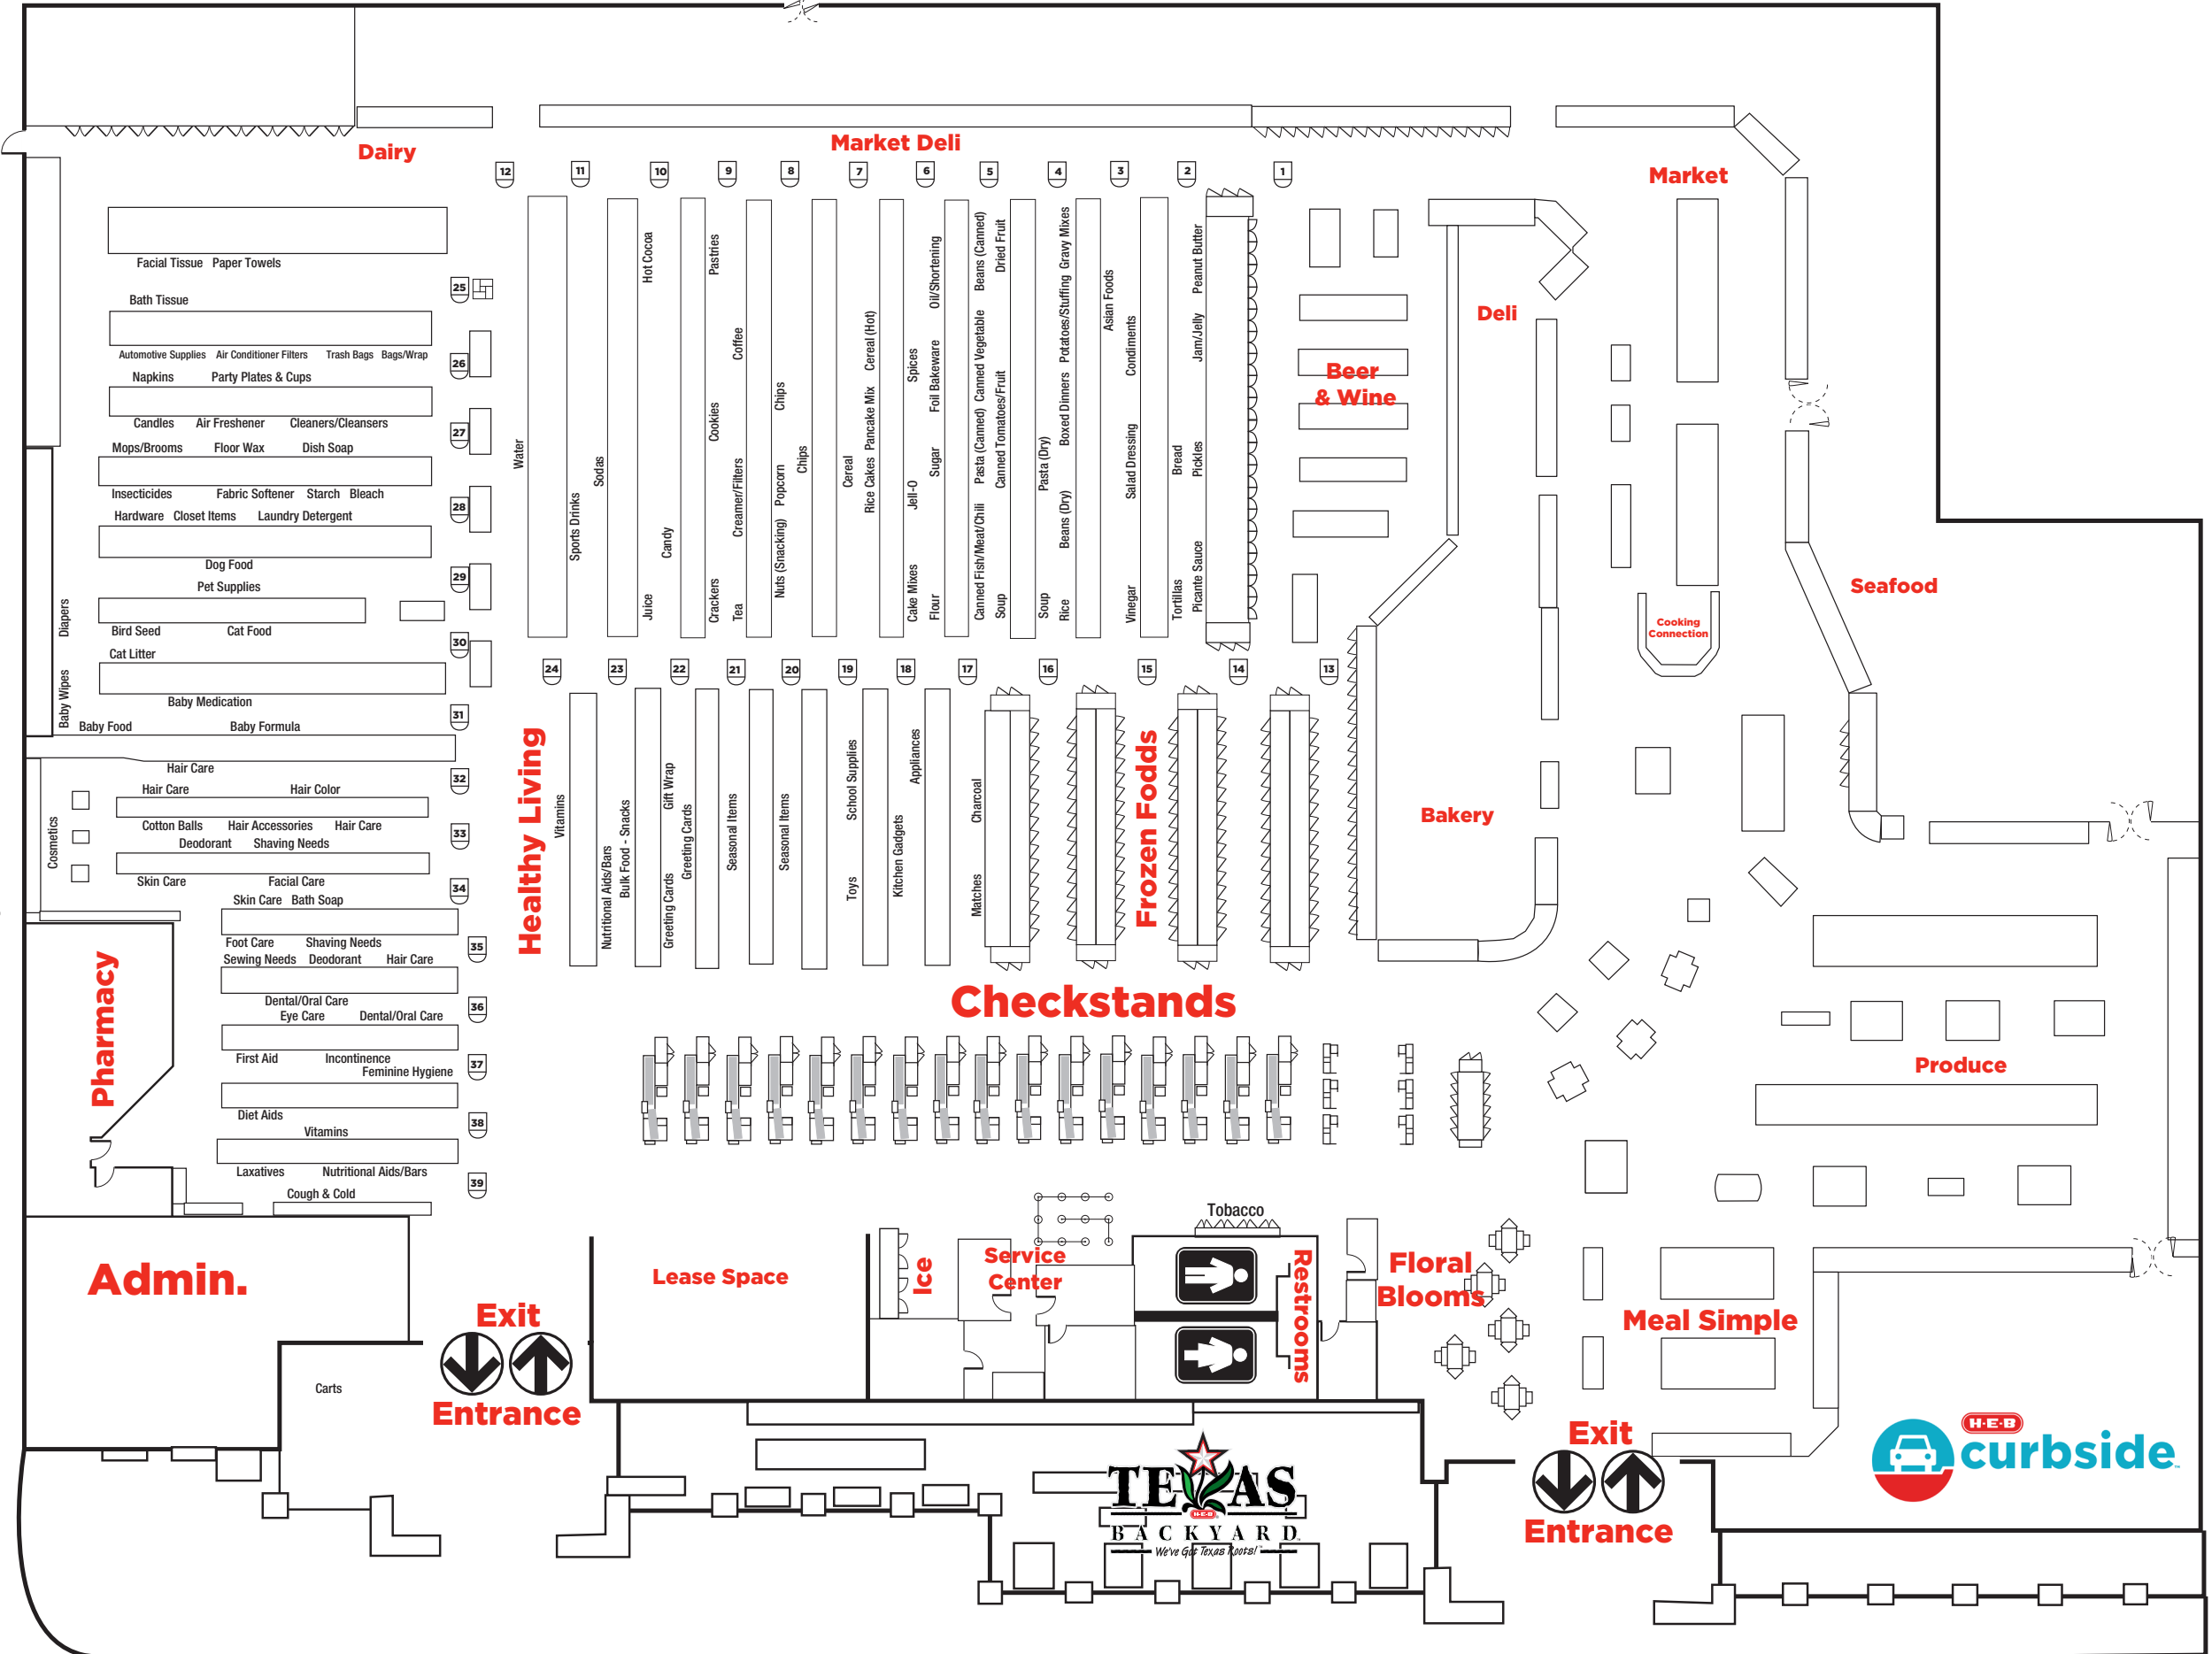 Dairy
Market Deli
Market
12
11
10
9
8
7
6
5
4
3
2
1
Water
Sports Drinks
Sodas
Hot Cocoa
Juice
Candy
Pastries
Cookies
Crackers
Coffee
Creamer/Filters
Tea
Chips
Popcorn
Nuts (Snacking)
Chips
Cereal
Cereal (Hot)
Pancake Mix
Rice Cakes
Spices
Jell-O
Cake Mixes
Oil/Shortening
Foil Bakeware
Sugar
Flour
Beans (Canned)
Canned Vegetable
Pasta (Canned)
Canned Fish/Meat/Chili
Dried Fruit
Canned Tomatoes/Fruit
Soup
Pasta (Dry)
Soup
Gravy Mixes
Potatoes/Stuffing
Boxed Dinners
Beans (Dry)
Rice
Asian Foods
Condiments
Salad Dressing
Vinegar
Bread
Tortillas
Peanut Butter
Jam/Jelly
Pickles
Picante Sauce
Beer
& Wine
Deli
Seafood
Cooking
Connection
Facial Tissue Paper Towels
25
Bath Tissue
Automotive Supplies Air Conditioner Filters Trash Bags Bags/Wrap
26
Napkins Party Plates & Cups
Candles Air Freshener Cleaners/Cleansers
27
Mops/Brooms Floor Wax Dish Soap
Insecticides Fabric Softener Starch Bleach
28
Hardware Closet Items Laundry Detergent
Dog Food
29
Pet Supplies
Bird Seed Cat Food
30
Cat Litter
Diapers
Baby Wipes
Baby Medication
31
Baby Food Baby Formula
Hair Care
32
Hair Care Hair Color
Cosmetics
Cotton Balls Hair Accessories Hair Care
33
Deodorant Shaving Needs
Skin Care Facial Care
34
Skin Care Bath Soap
Foot Care Shaving Needs
35
Sewing Needs Deodorant Hair Care
Dental/Oral Care
36
Eye Care Dental/Oral Care
First Aid Incontinence
37
Feminine Hygiene
Diet Aids
38
Vitamins
Laxatives Nutritional Aids/Bars
39
Cough & Cold
Pharmacy
24
23
22
21
20
19
18
17
16
15
14
13
Healthy Living
Vitamins
Nutritional Aids/Bars
Bulk Food - Snacks
Gift Wrap
Greeting Cards
Greeting Cards
Seasonal Items
Seasonal Items
School Supplies
Toys
Kitchen Gadgets
Appliances
Charcoal
Matches
Frozen Fodds
Bakery
Checkstands
Produce
Admin.
Exit
Entrance
Carts
Lease Space
Ice
Service
Center
Tobacco
Restrooms
Floral
Blooms
Meal Simple
Exit
Entrance
H-E-B
curbside
TEXAS
H-E-B
BACKYARD
We've Got Texas Roots!